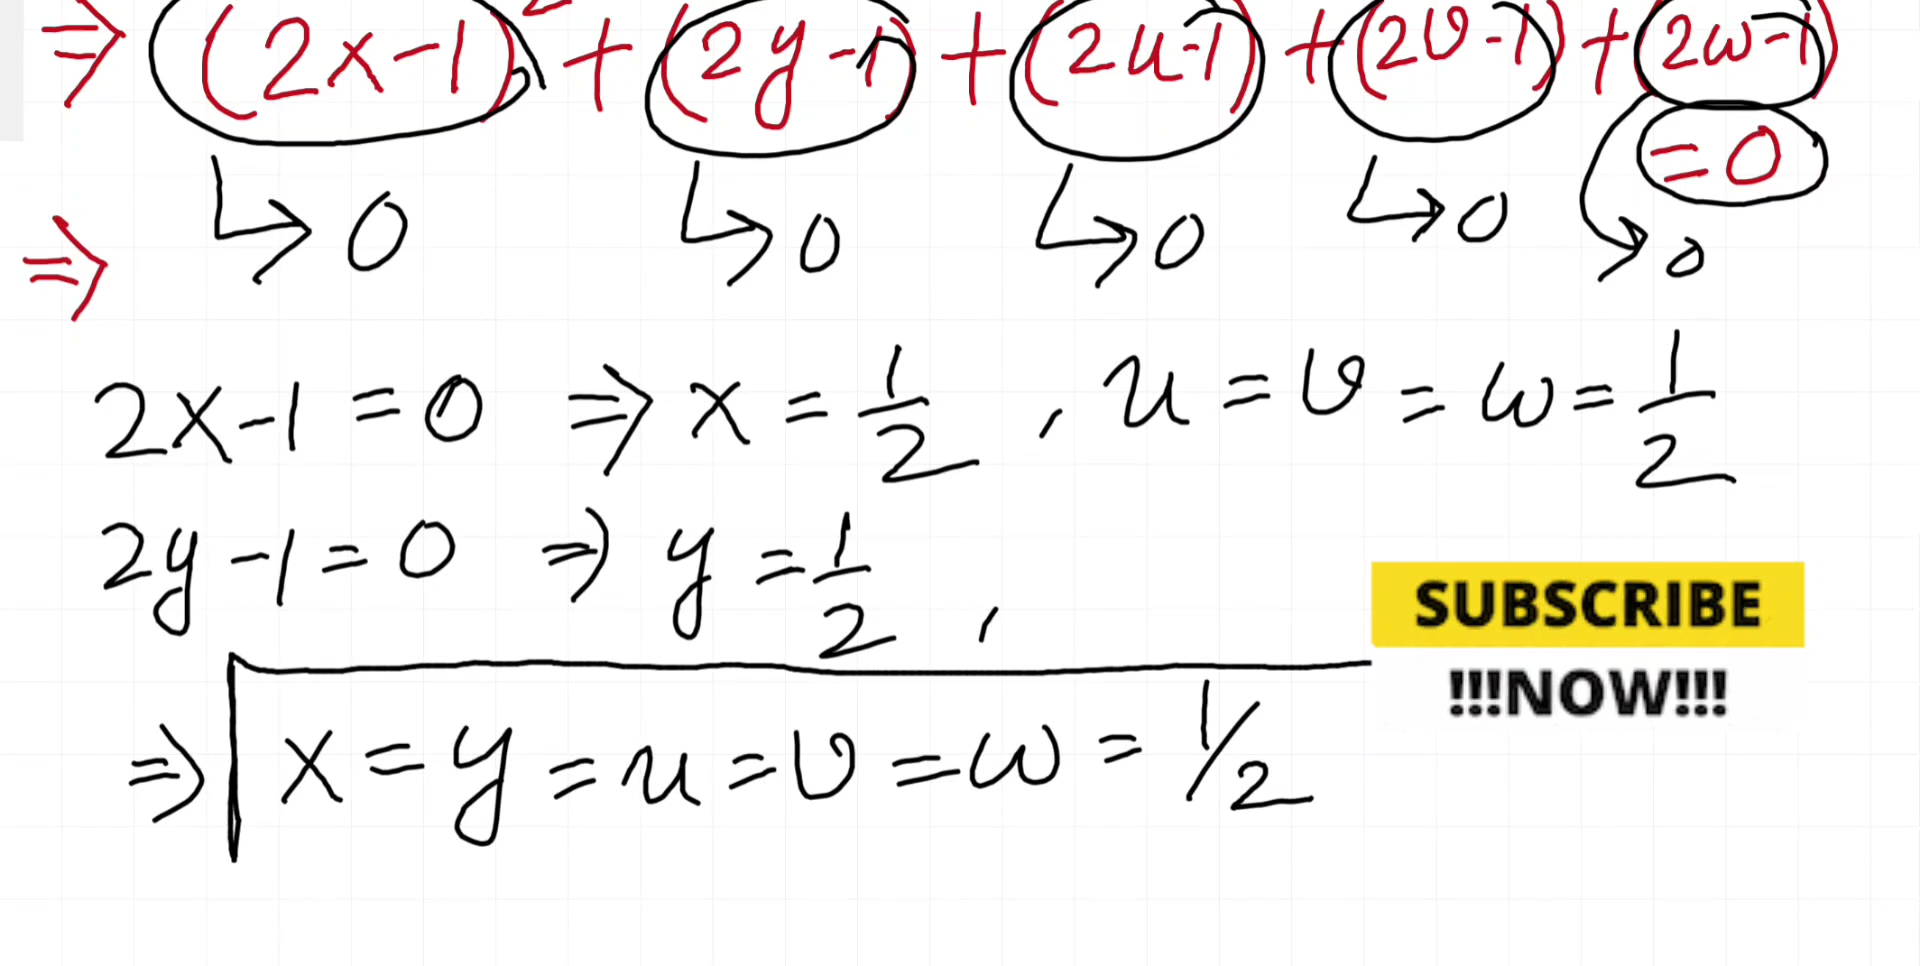 ⇒ (2x-1)² + (2y-1) + (2u-1) + (2v-1) + (2w-1)
= 0
↳ 0 ↳ 0 ↳ 0 ↳ 0 ↳ 0
⇒
2x-1 = 0 ⇒ x = 1/2 , u = v = w = 1/2
2y-1 = 0 ⇒ y = 1/2 ,
SUBSCRIBE
!!!NOW!!!
⇒ x = y = u = v = w = 1/2